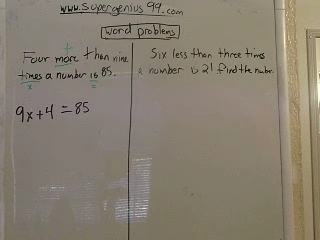 www.supergenius99.com
word problems
+
Four more than nine
times a number is 85.
x =
9x+4=85
Six less than three times
a number is 21 find the number.